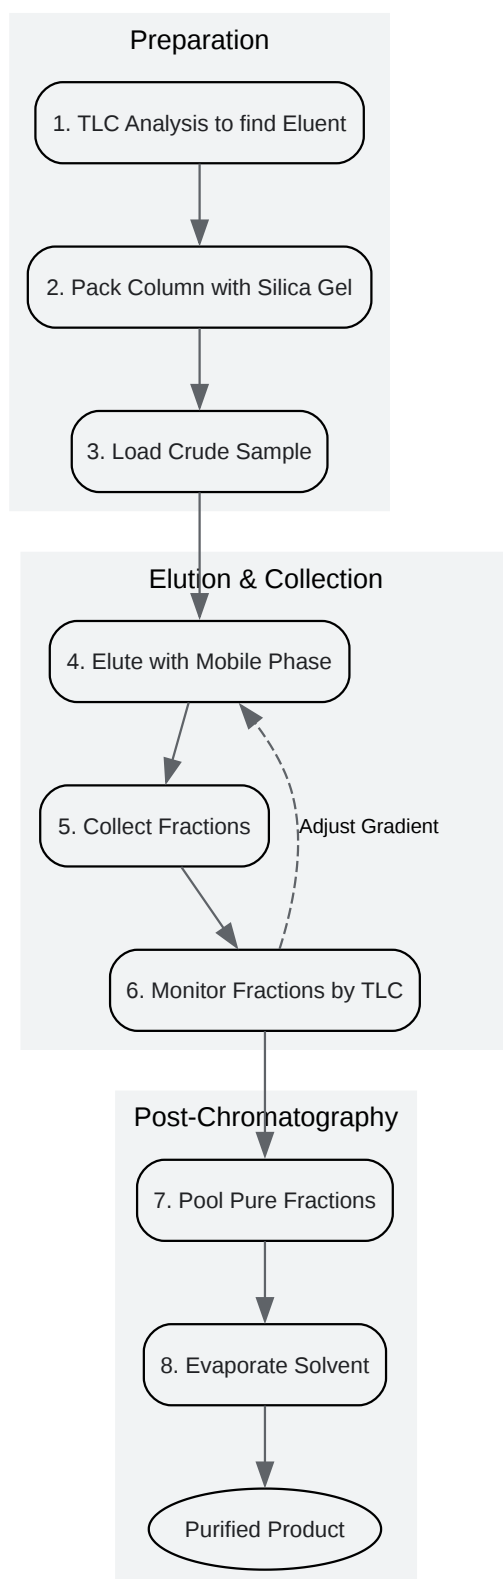 Preparation
1. TLC Analysis to find Eluent
2. Pack Column with Silica Gel
3. Load Crude Sample
Elution & Collection
4. Elute with Mobile Phase
5. Collect Fractions
Adjust Gradient
6. Monitor Fractions by TLC
Post-Chromatography
7. Pool Pure Fractions
8. Evaporate Solvent
Purified Product